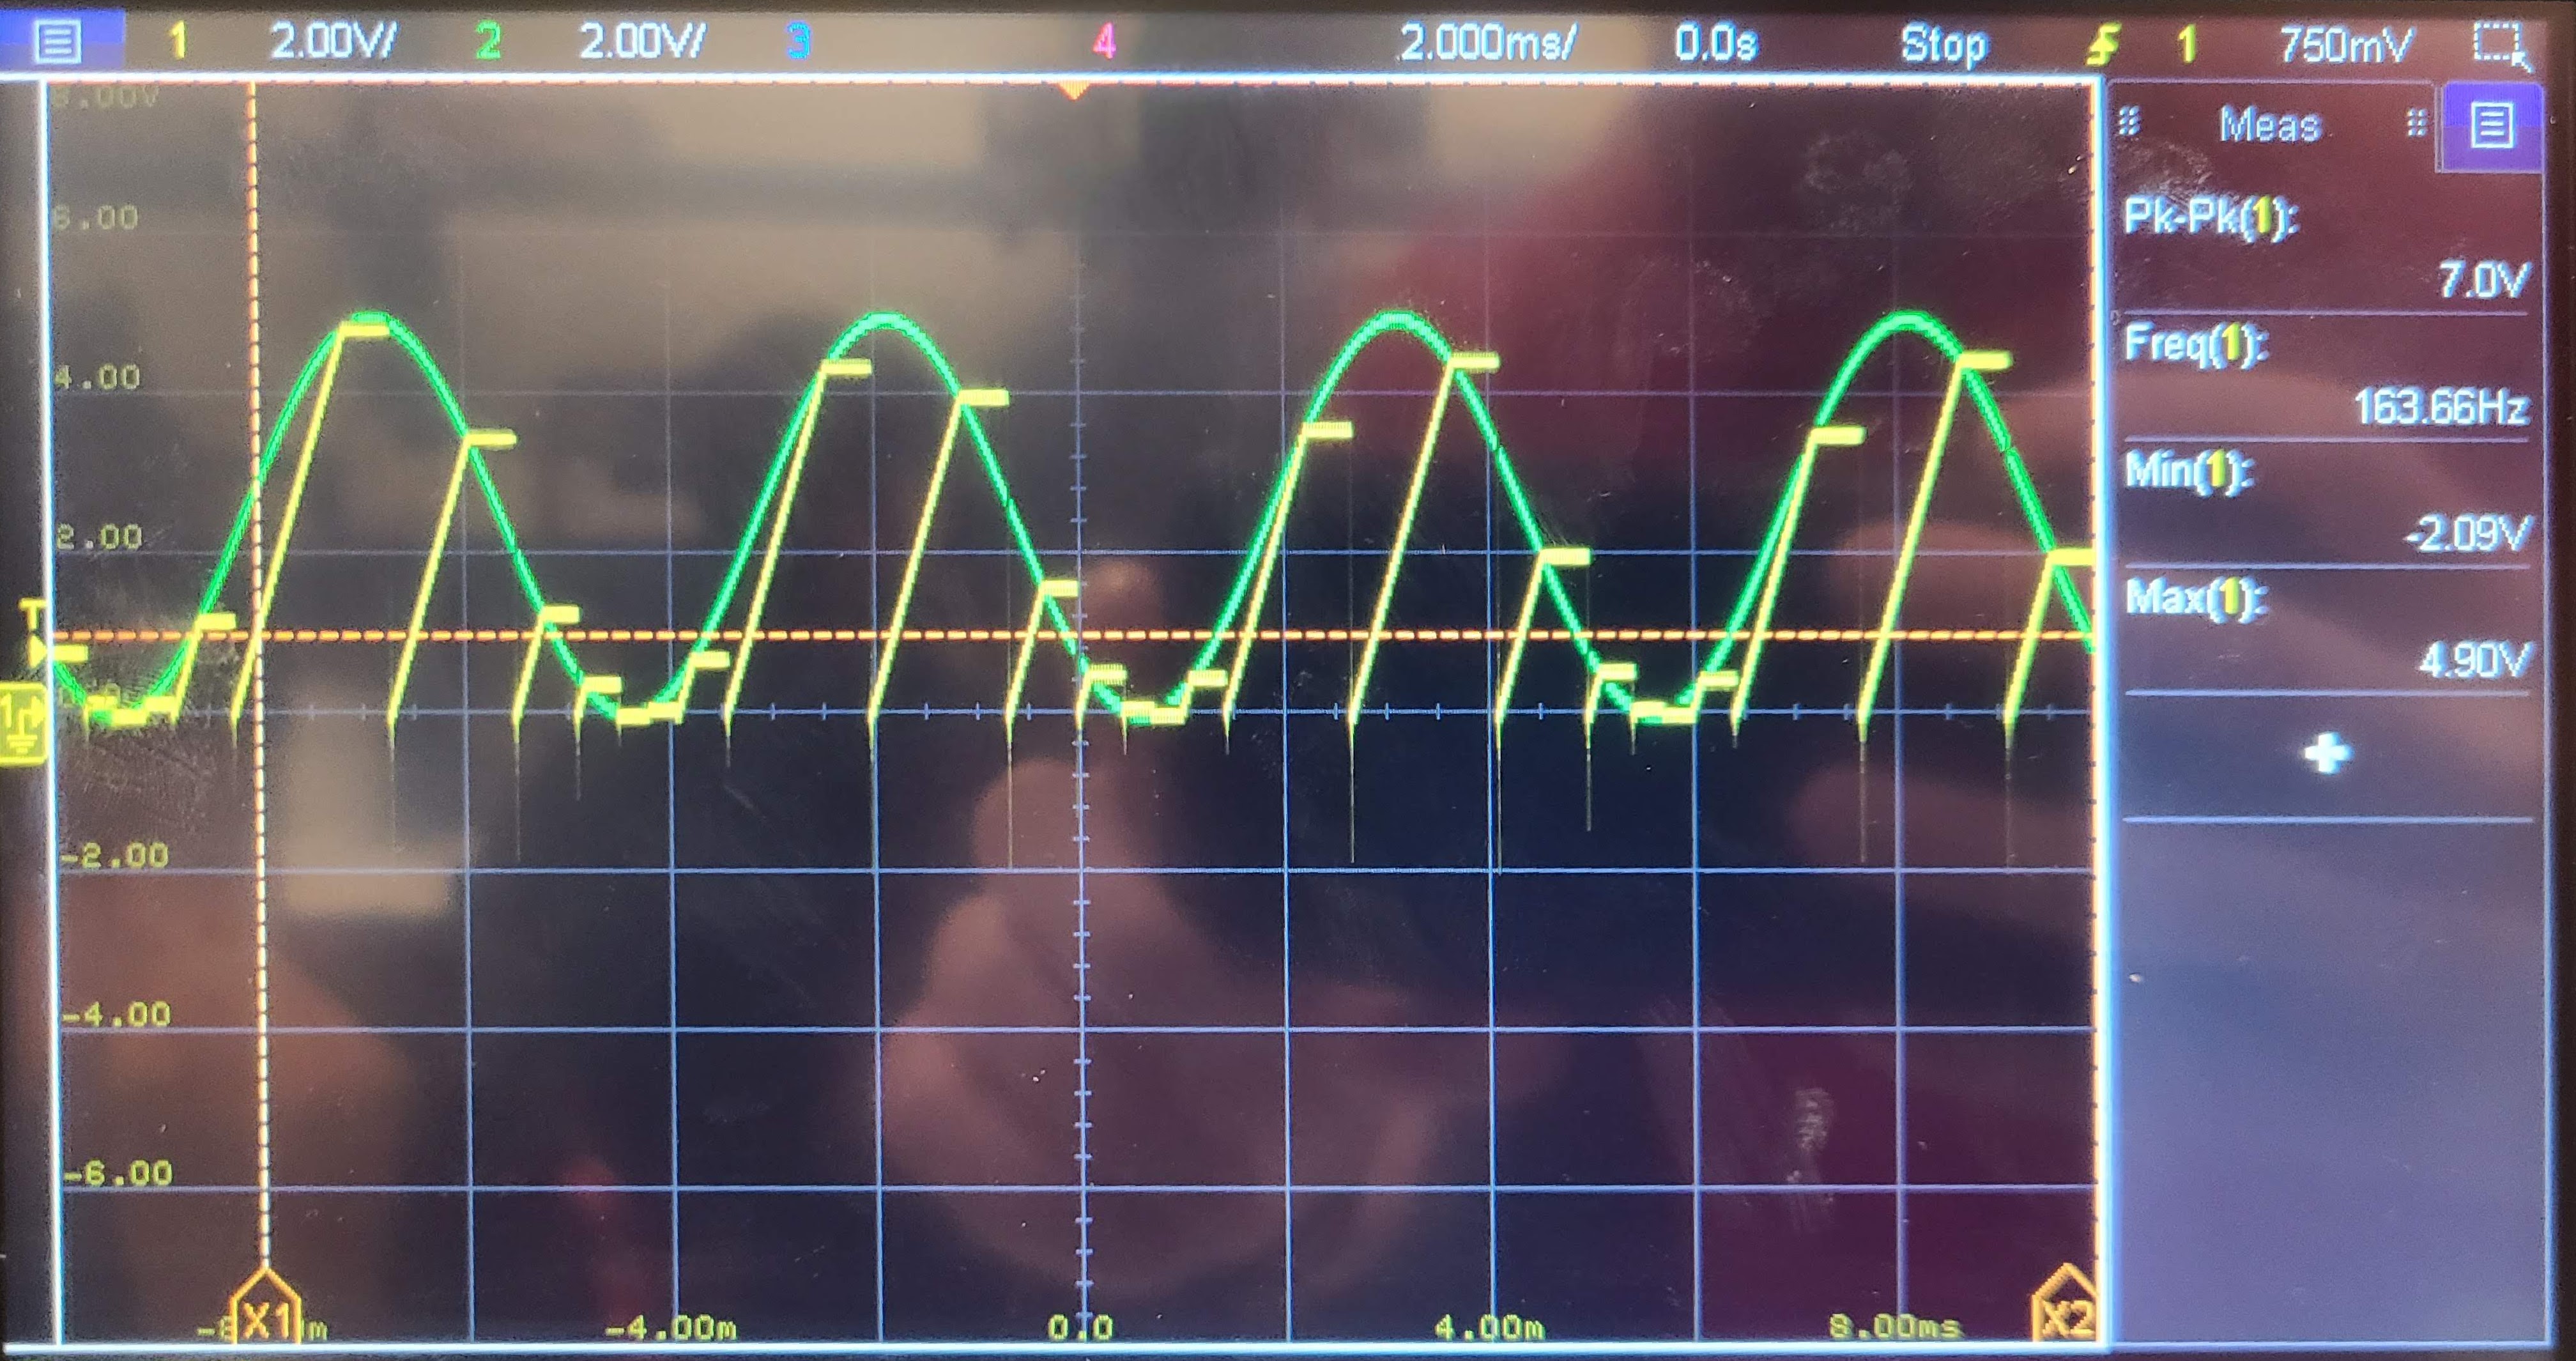 1 2.00V/ 2 2.00V/ 3 4 2.000ms/ 0.0s Stop 1 750mV
8.00V
Meas
6.00
Pk-Pk(1):
7.0V
Freq(1):
4.00
163.66Hz
Min(1):
2.00
-2.09V
Max(1):
T
4.90V
1
-2.00
-4.00
-6.00
X1 m -4.00m 0.0 4.00m 8.00ms X2